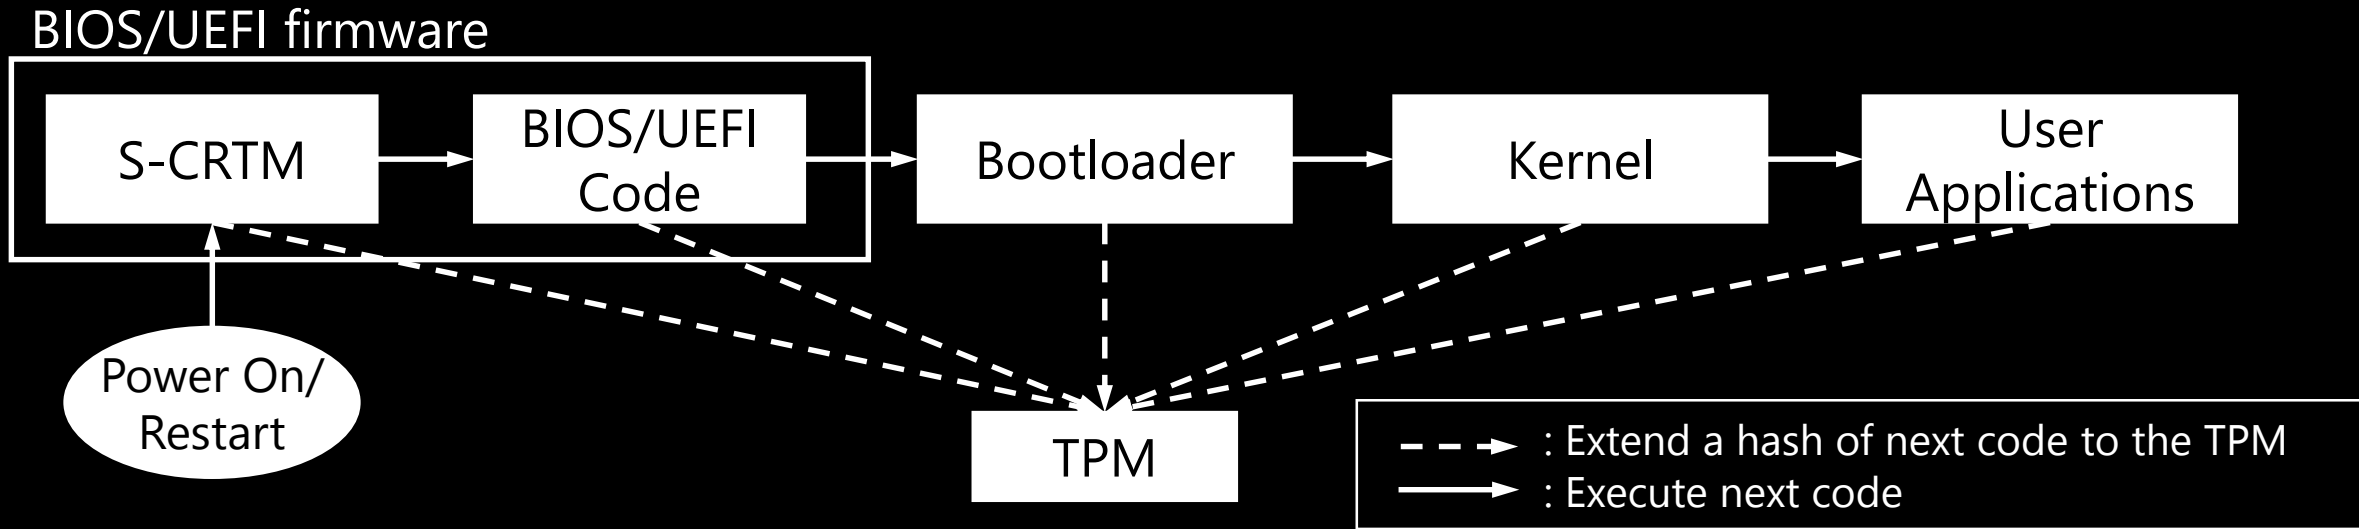 BIOS/UEFI firmware
S-CRTM
BIOS/UEFI
Code
Bootloader
Kernel
User
Applications
Power On/
Restart
TPM
: Extend a hash of next code to the TPM
: Execute next code